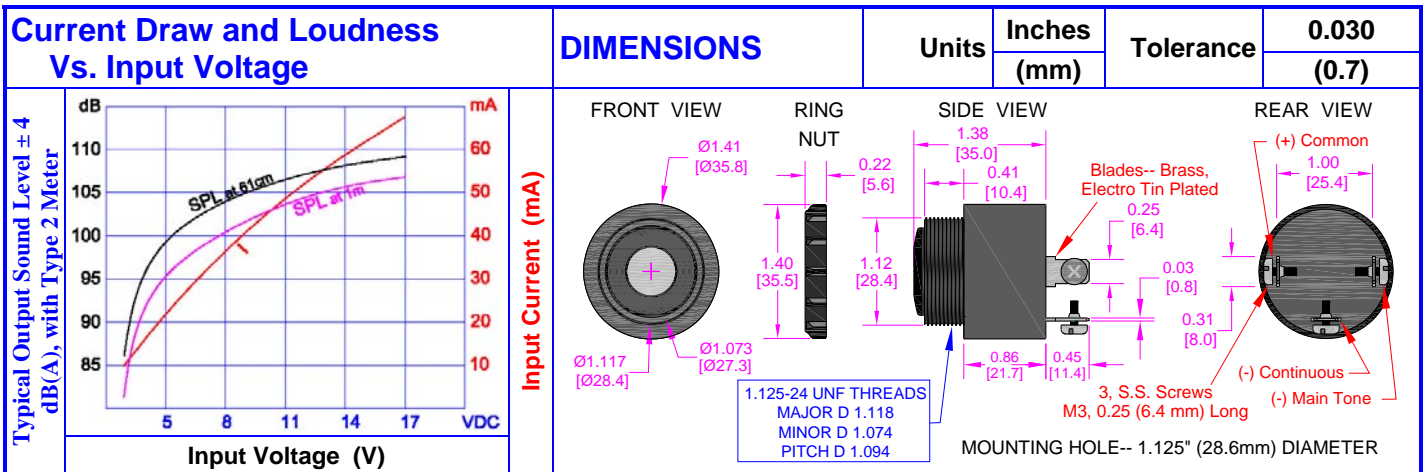 Current Draw and Loudness
Vs. Input Voltage
Typical Output Sound Level ± 4
dB(A), with Type 2 Meter
dB
110
105
100
95
90
85
SPL at 61cm
SPL at 1m
I
mA
60
50
40
30
20
10
5 8 11 14 17 VDC
Input Voltage (V)
Input Current (mA)
DIMENSIONS
Units
Inches
(mm)
Tolerance
0.030
(0.7)
FRONT VIEW
Ø1.41
[Ø35.8]
Ø1.117
[Ø28.4]
Ø1.073
[Ø27.3]
RING
NUT
0.22
[5.6]
1.40
[35.5]
SIDE VIEW
1.38
[35.0]
0.41
[10.4]
1.12
[28.4]
Blades-- Brass,
Electro Tin Plated
0.25
[6.4]
0.03
[0.8]
0.86
[21.7]
0.45
[11.4]
1.125-24 UNF THREADS
MAJOR D 1.118
MINOR D 1.074
PITCH D 1.094
REAR VIEW
(+) Common
1.00
[25.4]
0.31
[8.0]
(-) Continuous
(-) Main Tone
3, S.S. Screws
M3, 0.25 (6.4 mm) Long
MOUNTING HOLE-- 1.125" (28.6mm) DIAMETER